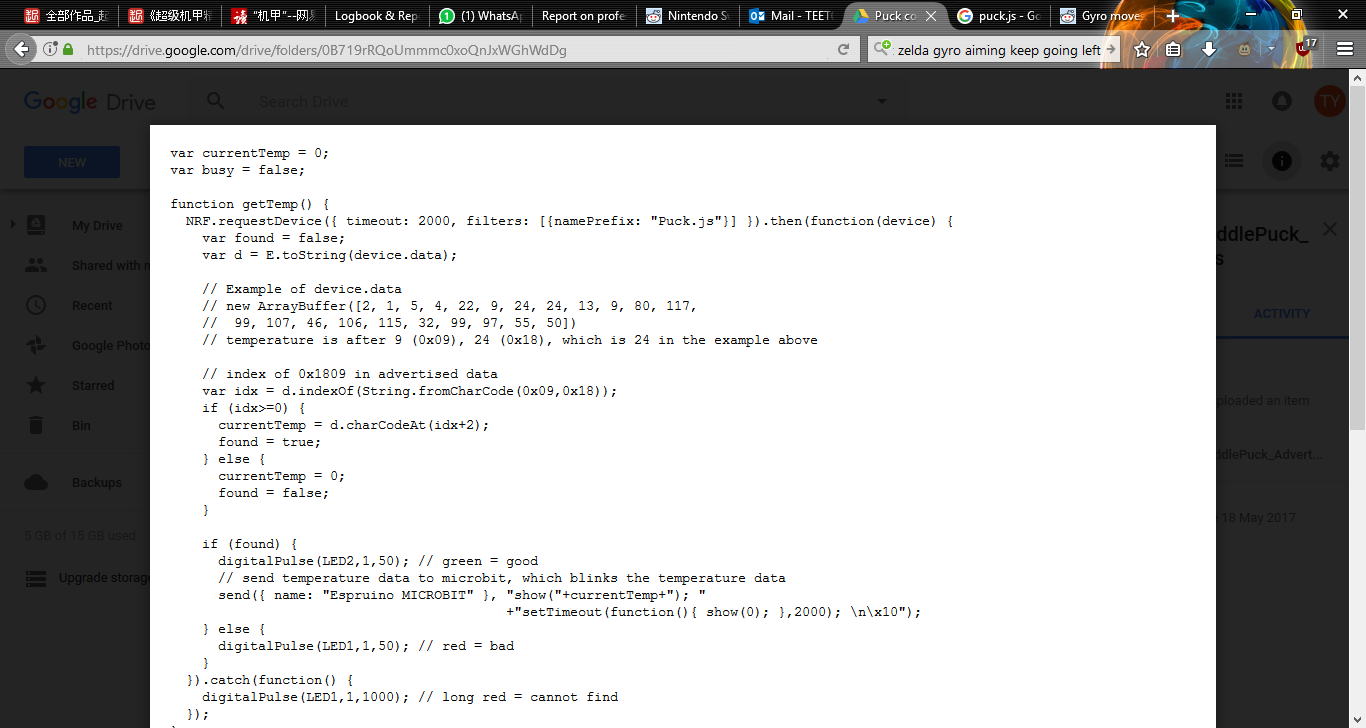 全部作品_起
《超级机甲精
"机甲"--网易
Logbook & Rep
(1) WhatsAp
Report on profe
Nintendo S
Mail - TEET
Puck co
puck.js - Go
Gyro move
https://drive.google.com/drive/folders/0B719rRQoUmmmc0xoQnJxWGhWdDg
zelda gyro aiming keep going left
17
Google Drive
Search Drive
TY
NEW
My Drive
Shared with m
Recent
Google Photo
Starred
Bin
Backups
5 GB of 15 GB used
Upgrade storag
var currentTemp = 0;
var busy = false;
function getTemp() {
NRF.requestDevice({ timeout: 2000, filters: [{namePrefix: "Puck.js"}] }).then(function(device) {
var found = false;
var d = E.toString(device.data);
// Example of device.data
// new ArrayBuffer([2, 1, 5, 4, 22, 9, 24, 24, 13, 9, 80, 117,
//  99, 107, 46, 106, 115, 32, 99, 97, 55, 50])
// temperature is after 9 (0x09), 24 (0x18), which is 24 in the example above
// index of 0x1809 in advertised data
var idx = d.indexOf(String.fromCharCode(0x09,0x18));
if (idx>=0) {
currentTemp = d.charCodeAt(idx+2);
found = true;
} else {
currentTemp = 0;
found = false;
}
if (found) {
digitalPulse(LED2,1,50); // green = good
// send temperature data to microbit, which blinks the temperature data
send({ name: "Espruino MICROBIT" }, "show("+currentTemp+"); "
+"setTimeout(function(){ show(0); },2000); \n\x10");
} else {
digitalPulse(LED1,1,50); // red = bad
}
}).catch(function() {
digitalPulse(LED1,1,1000); // long red = cannot find
});
ddlePuck_
s
ACTIVITY
ploaded an item
ddlePuck_Advert...
18 May 2017